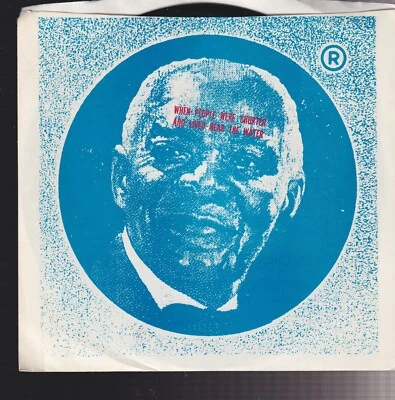 ®
WHEN PEOPLE WERE SHORTER
AND LIVED NEAR THE WATER